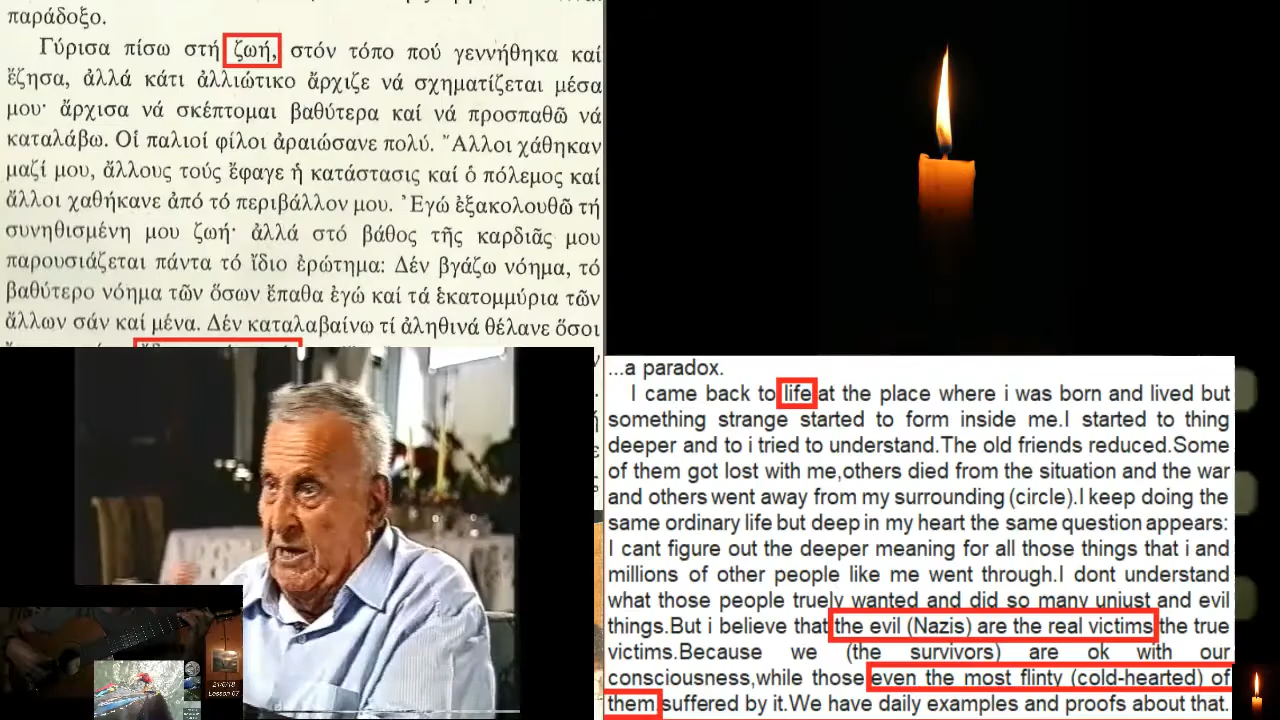 παράδοξο.
Γύρισα πίσω στή ζωή, στόν τόπο πού γεννήθηκα καί
ἔζησα, ἀλλά κάτι ἀλλιώτικο ἄρχιζε νά σχηματίζεται μέσα
μου· ἄρχισα νά σκέπτομαι βαθύτερα καί νά προσπαθῶ νά
καταλάβω. Οἱ παλιοί φίλοι ἀραιώσανε πολύ. Ἄλλοι χάθηκαν
μαζί μου, ἄλλους τούς ἔφαγε ἡ κατάστασις καί ὁ πόλεμος καί
ἄλλοι χαθήκανε ἀπό τό περιβάλλον μου. Ἐγώ ἐξακολουθῶ τή
συνηθισμένη μου ζωή· ἀλλά στό βάθος τῆς καρδιᾶς μου
παρουσιάζεται πάντα τό ἴδιο ἐρώτημα: Δέν βγάζω νόημα, τό
βαθύτερο νόημα τῶν ὅσων ἔπαθα ἐγώ καί τά ἑκατομμύρια τῶν
ἄλλων σάν καί μένα. Δέν καταλαβαίνω τί ἀληθινά θέλανε ὅσοι
...a paradox.
I came back to life at the place where i was born and lived but
something strange started to form inside me.I started to thing
deeper and to i tried to understand.The old friends reduced.Some
of them got lost with me,others died from the situation and the war
and others went away from my surrounding (circle).I keep doing the
same ordinary life but deep in my heart the same question appears:
I cant figure out the deeper meaning for all those things that i and
millions of other people like me went through.I dont understand
what those people truely wanted and did so many unjust and evil
things.But i believe that the evil (Nazis) are the real victims the true
victims.Because we (the survivors) are ok with our
consciousness,while those even the most flinty (cold-hearted) of
them suffered by it.We have daily examples and proofs about that.
21/6/18
Lesson 67